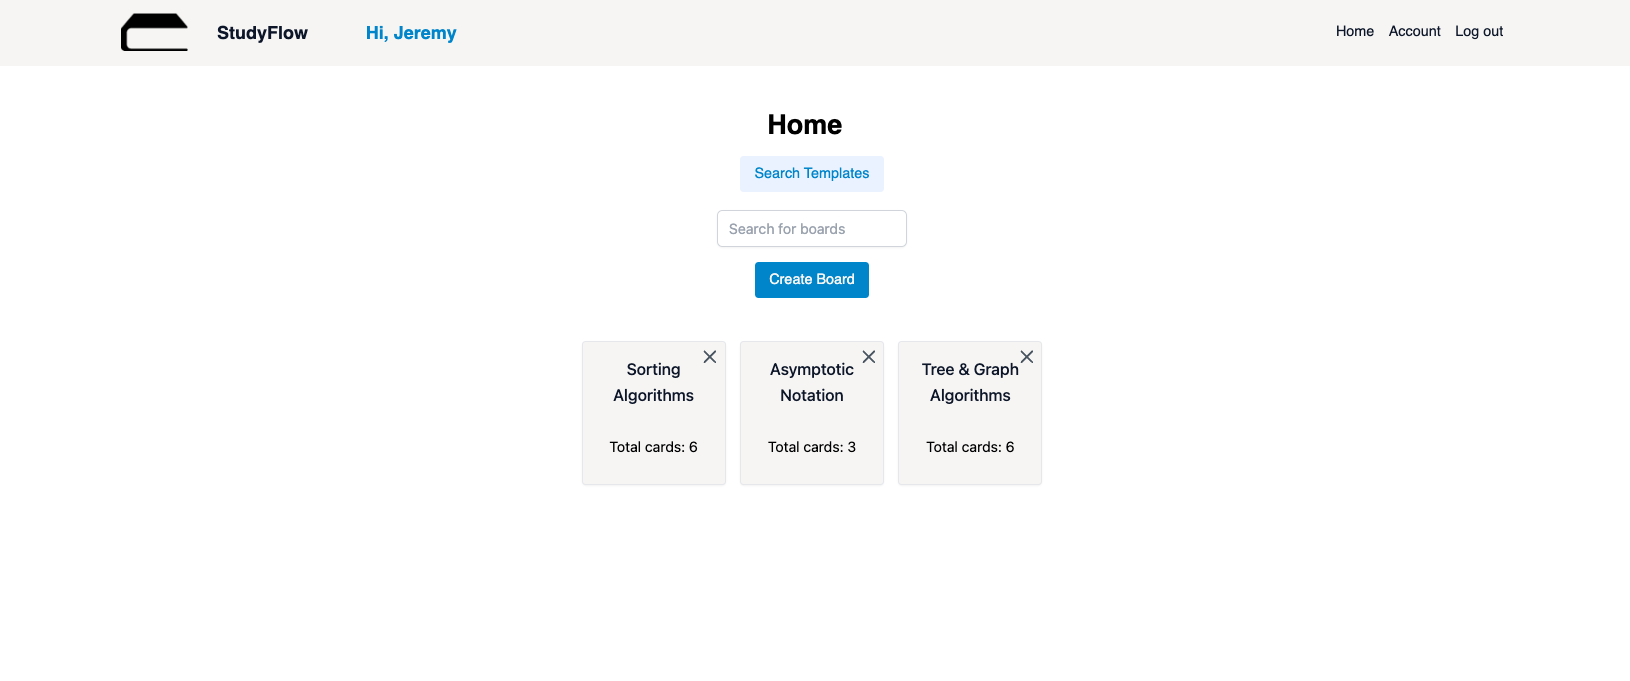 StudyFlow
Hi, Jeremy
Home
Account
Log out
Home
Search Templates
Search for boards
Create Board
Sorting
Algorithms
Total cards: 6
Asymptotic
Notation
Total cards: 3
Tree & Graph
Algorithms
Total cards: 6